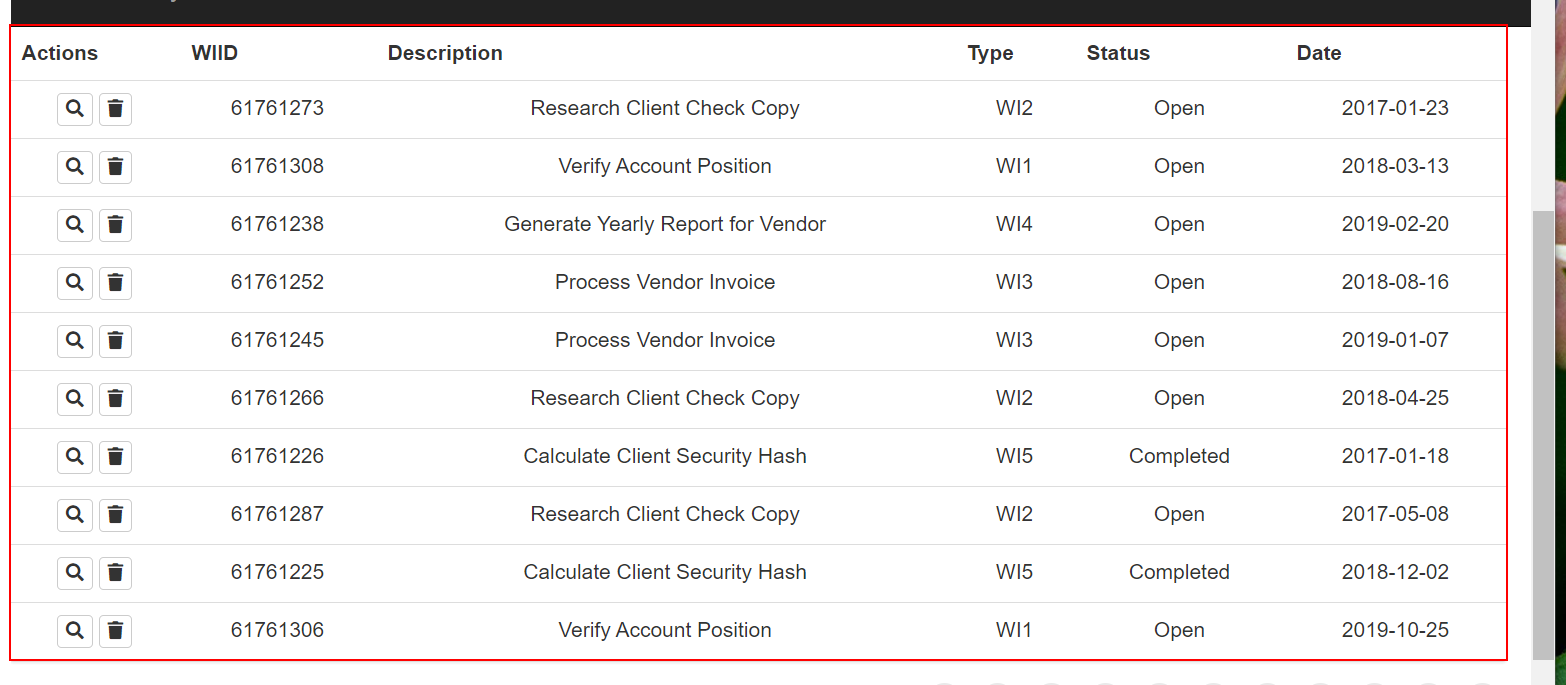 Actions WIID Description Type Status Date
61761273 Research Client Check Copy WI2 Open 2017-01-23
61761308 Verify Account Position WI1 Open 2018-03-13
61761238 Generate Yearly Report for Vendor WI4 Open 2019-02-20
61761252 Process Vendor Invoice WI3 Open 2018-08-16
61761245 Process Vendor Invoice WI3 Open 2019-01-07
61761266 Research Client Check Copy WI2 Open 2018-04-25
61761226 Calculate Client Security Hash WI5 Completed 2017-01-18
61761287 Research Client Check Copy WI2 Open 2017-05-08
61761225 Calculate Client Security Hash WI5 Completed 2018-12-02
61761306 Verify Account Position WI1 Open 2019-10-25